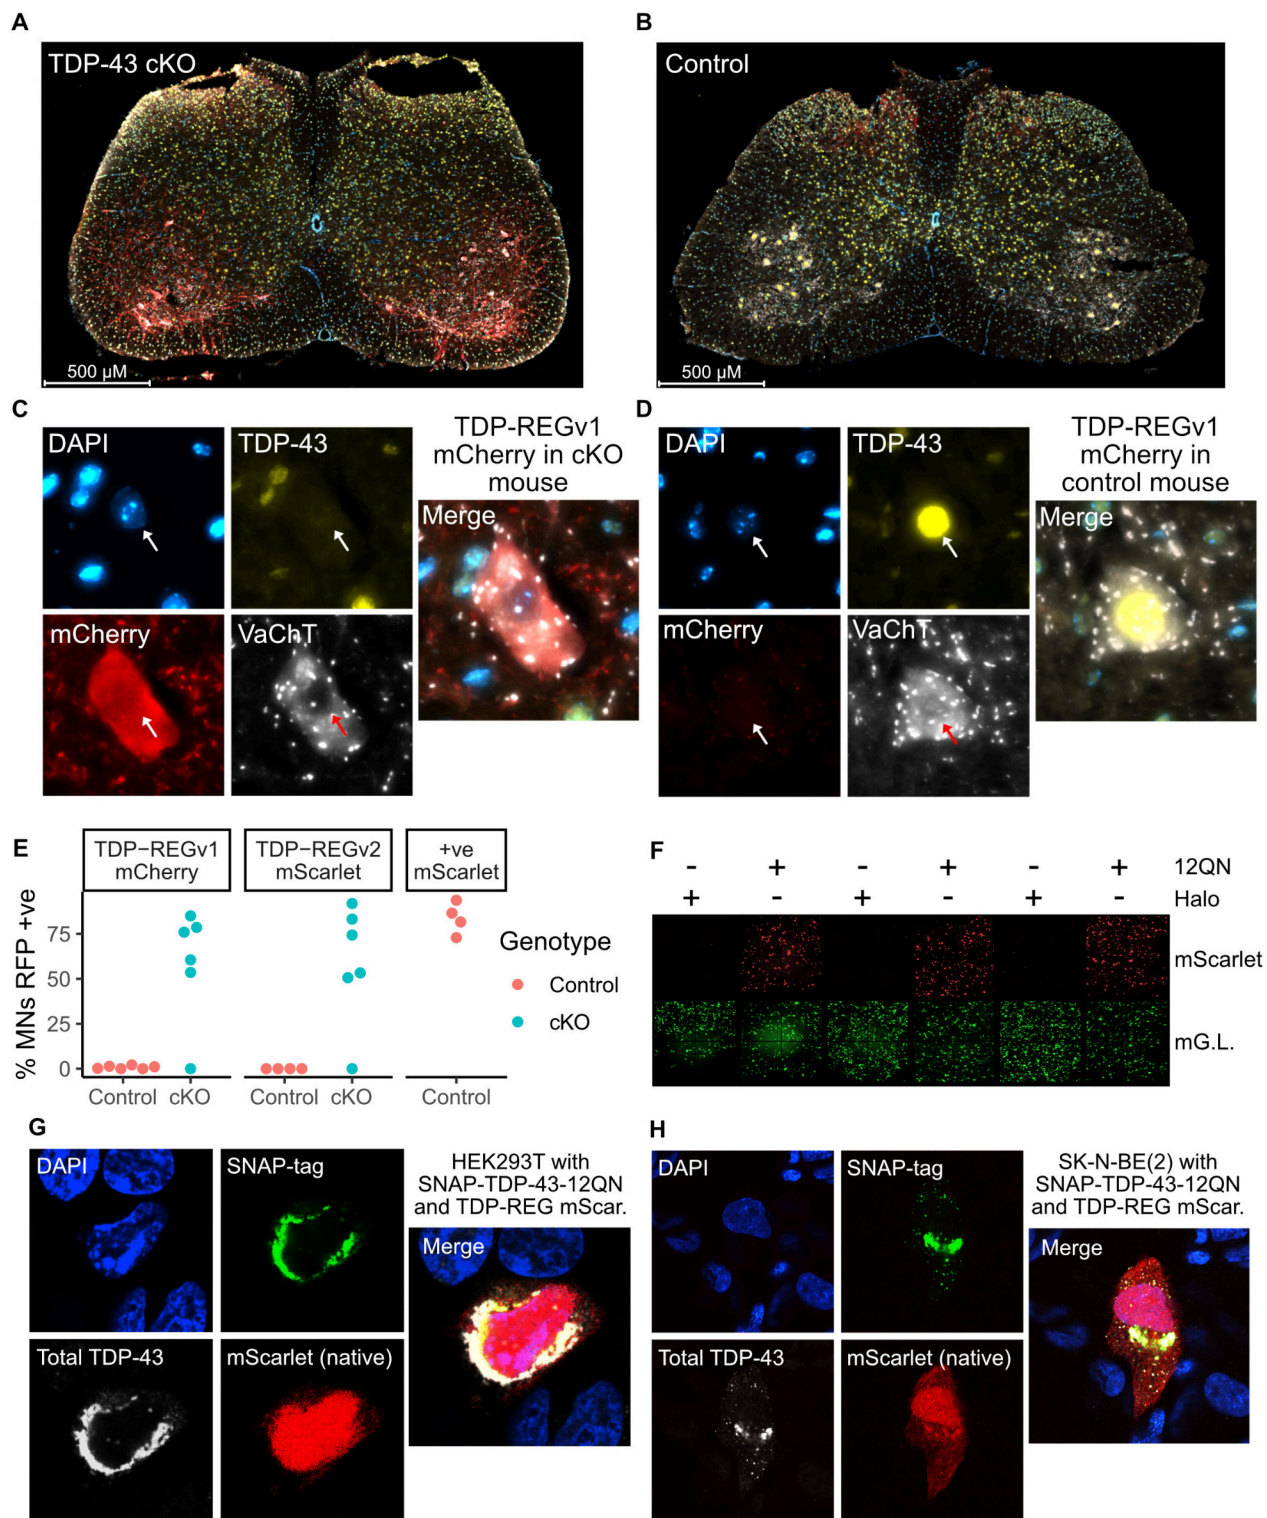 A
TDP-43 cKO
500 µM
B
Control
500 µM
C
DAPI
TDP-43
TDP-REGv1
mCherry in cKO
mouse
Merge
mCherry
VaChT
D
DAPI
TDP-43
TDP-REGv1
mCherry in
control mouse
Merge
mCherry
VaChT
E
TDP−REGv1
mCherry
TDP−REGv2
mScarlet
+ve
mScarlet
% MNs RFP +ve
75
50
25
0
Control
cKO
Control
cKO
Control
Genotype
Control
cKO
F
- + - + - + 12QN
+ - + - + - Halo
mScarlet
mG.L.
G
DAPI
SNAP-tag
HEK293T with
SNAP-TDP-43-12QN
and TDP-REG mScar.
Merge
Total TDP-43
mScarlet (native)
H
DAPI
SNAP-tag
SK-N-BE(2) with
SNAP-TDP-43-12QN
and TDP-REG mScar.
Merge
Total TDP-43
mScarlet (native)